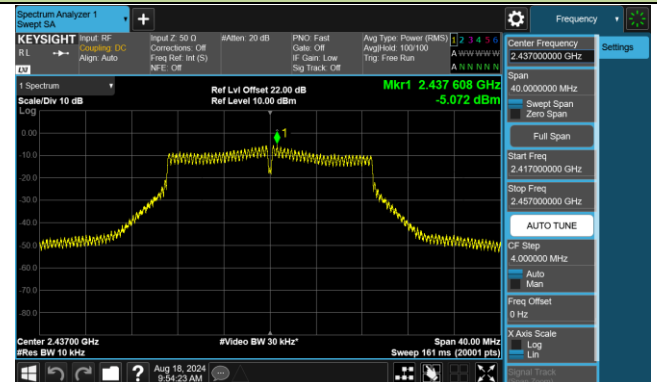 Spectrum Analyzer 1
Swept SA
Frequency
KEYSIGHT
RL
LXI
Input: RF
Coupling: DC
Align: Auto
Input Z: 50 Ω
Corrections: Off
Freq Ref: Int (S)
NFE: Off
#Atten: 20 dB
PNO: Fast
Gate: Off
IF Gain: Low
Sig Track: Off
Avg Type: Power (RMS)
Avg|Hold: 100/100
Trig: Free Run
1 2 3 4 5 6
A W W W W W
A N N N N N
1 Spectrum
Scale/Div 10 dB
Log
Ref Lvl Offset 22.00 dB
Ref Level 10.00 dBm
Mkr1 2.437 608 GHz
-5.072 dBm
1
0.00
-10.0
-20.0
-30.0
-40.0
-50.0
-60.0
-70.0
-80.0
Center 2.43700 GHz
#Res BW 10 kHz
#Video BW 30 kHz*
Span 40.00 MHz
Sweep 161 ms (20001 pts)
Aug 18, 2024
9:54:23 AM
Center Frequency
2.437000000 GHz
Settings
Span
40.0000000 MHz
Swept Span
Zero Span
Full Span
Start Freq
2.417000000 GHz
Stop Freq
2.457000000 GHz
AUTO TUNE
CF Step
4.000000 MHz
Auto
Man
Freq Offset
0 Hz
X Axis Scale
Log
Lin
Signal Track